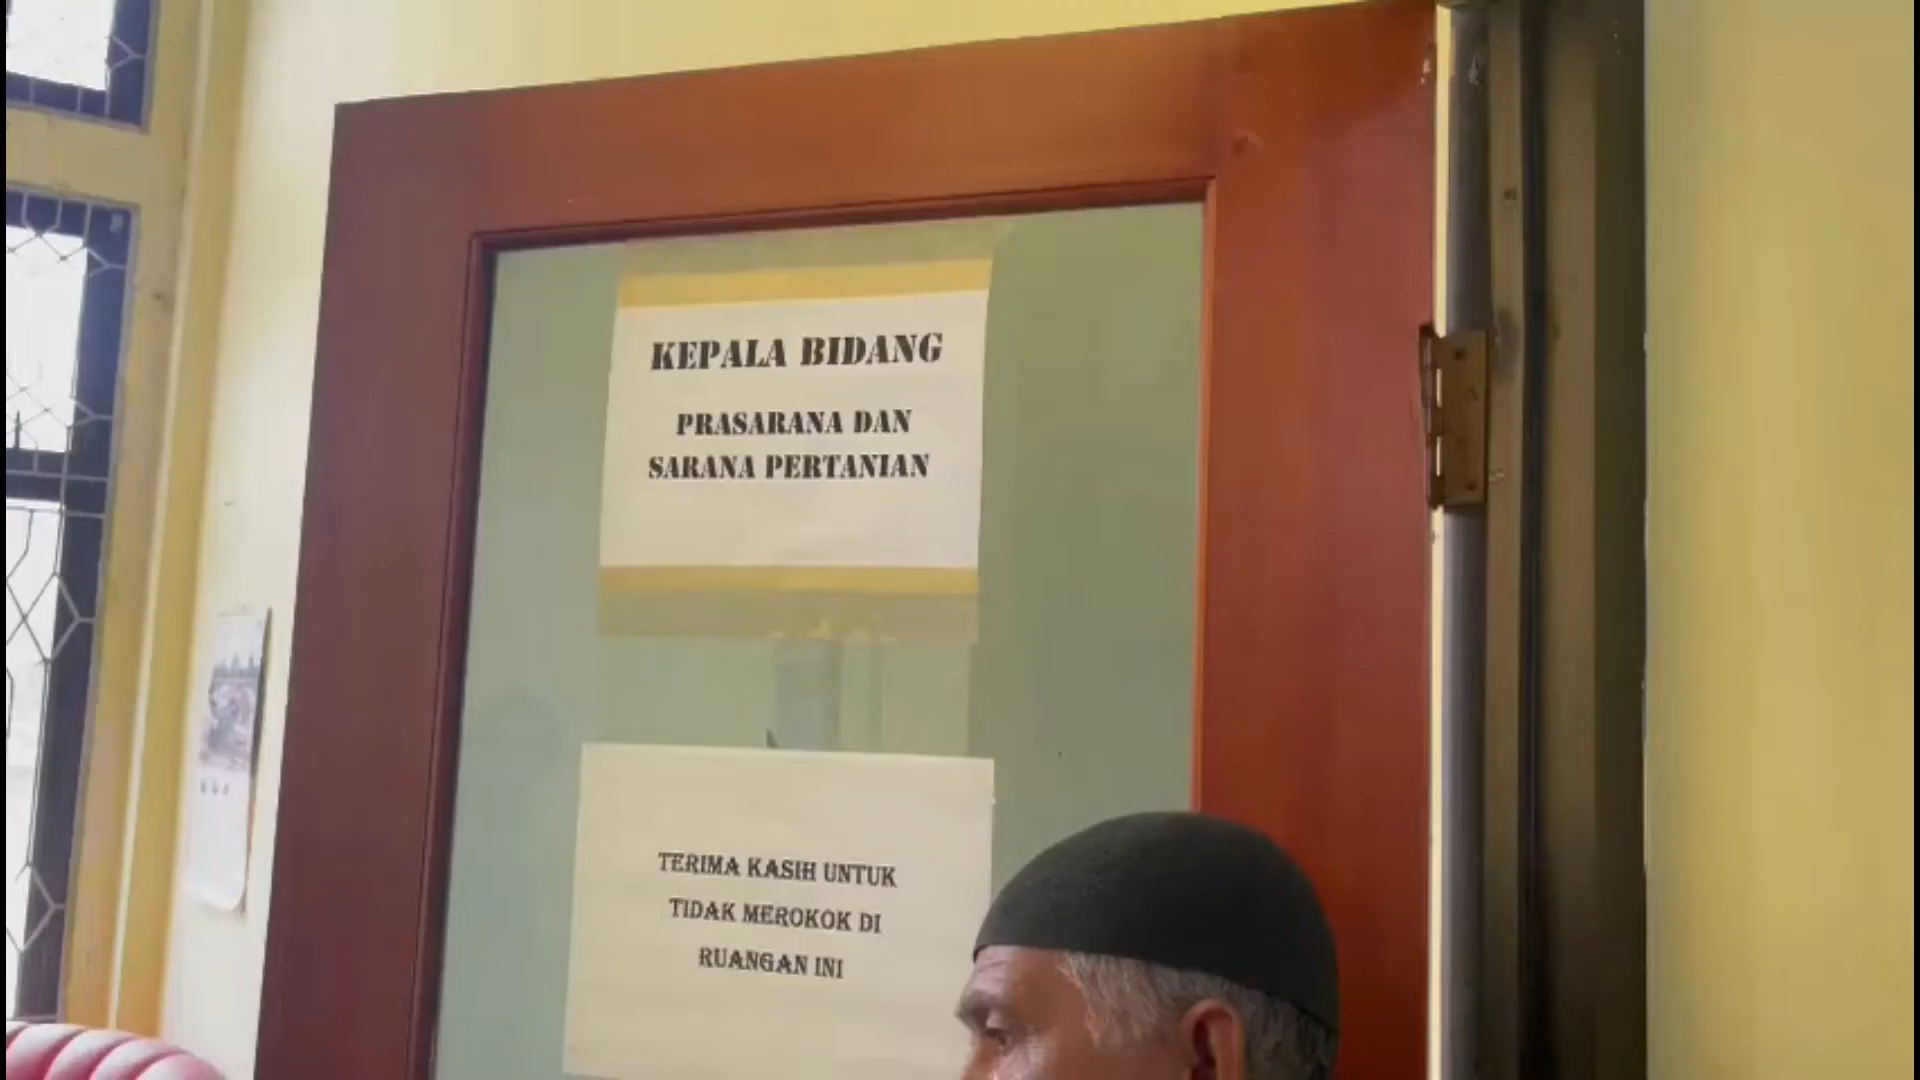 KEPALA BIDANG
PRASARANA DAN
SARANA PERTANIAN
TERIMA KASIH UNTUK
TIDAK MEROKOK DI
RUANGAN INI